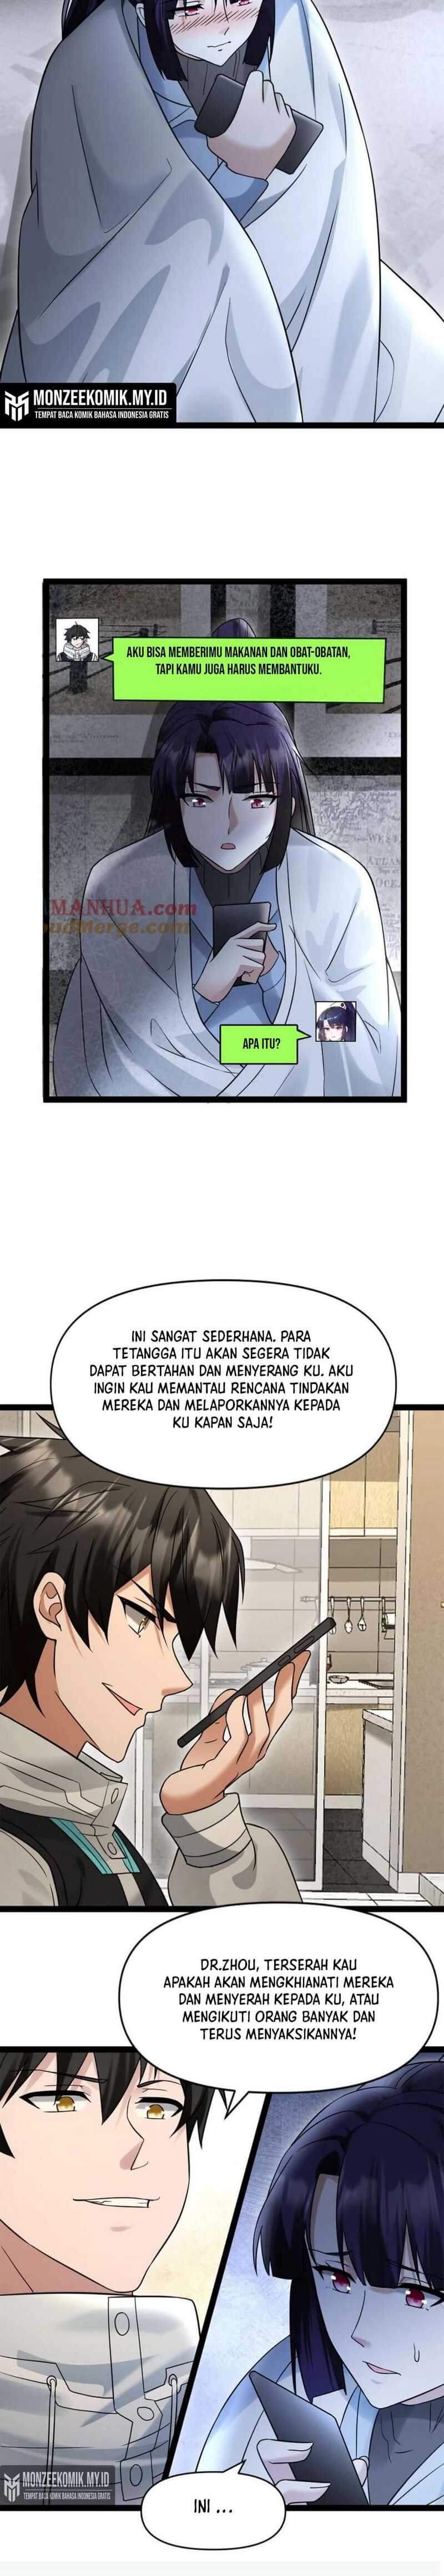 MONZEEKOMIK.MY.ID
TEMPAT BACA KOMIK BAHASA INDONESIA GRATIS
AKU BISA MEMBERIMU MAKANAN DAN OBAT-OBATAN,
TAPI KAMU JUGA HARUS MEMBANTUKU.
MANHUA.com
oudMerge.com
APA ITU?
INI SANGAT SEDERHANA. PARA
TETANGGA ITU AKAN SEGERA TIDAK
DAPAT BERTAHAN DAN MENYERANG KU. AKU
INGIN KAU MEMANTAU RENCANA TINDAKAN
MEREKA DAN MELAPORKANNYA KEPADA
KU KAPAN SAJA!
DR.ZHOU, TERSERAH KAU
APAKAH AKAN MENGKHIANATI MEREKA
DAN MENYERAH KEPADA KU, ATAU
MENGIKUTI ORANG BANYAK DAN
TERUS MENYAKSIKANNYA!
MONZEEKOMIK.MY.ID
TEMPAT BACA KOMIK BAHASA INDONESIA GRATIS
INI ...